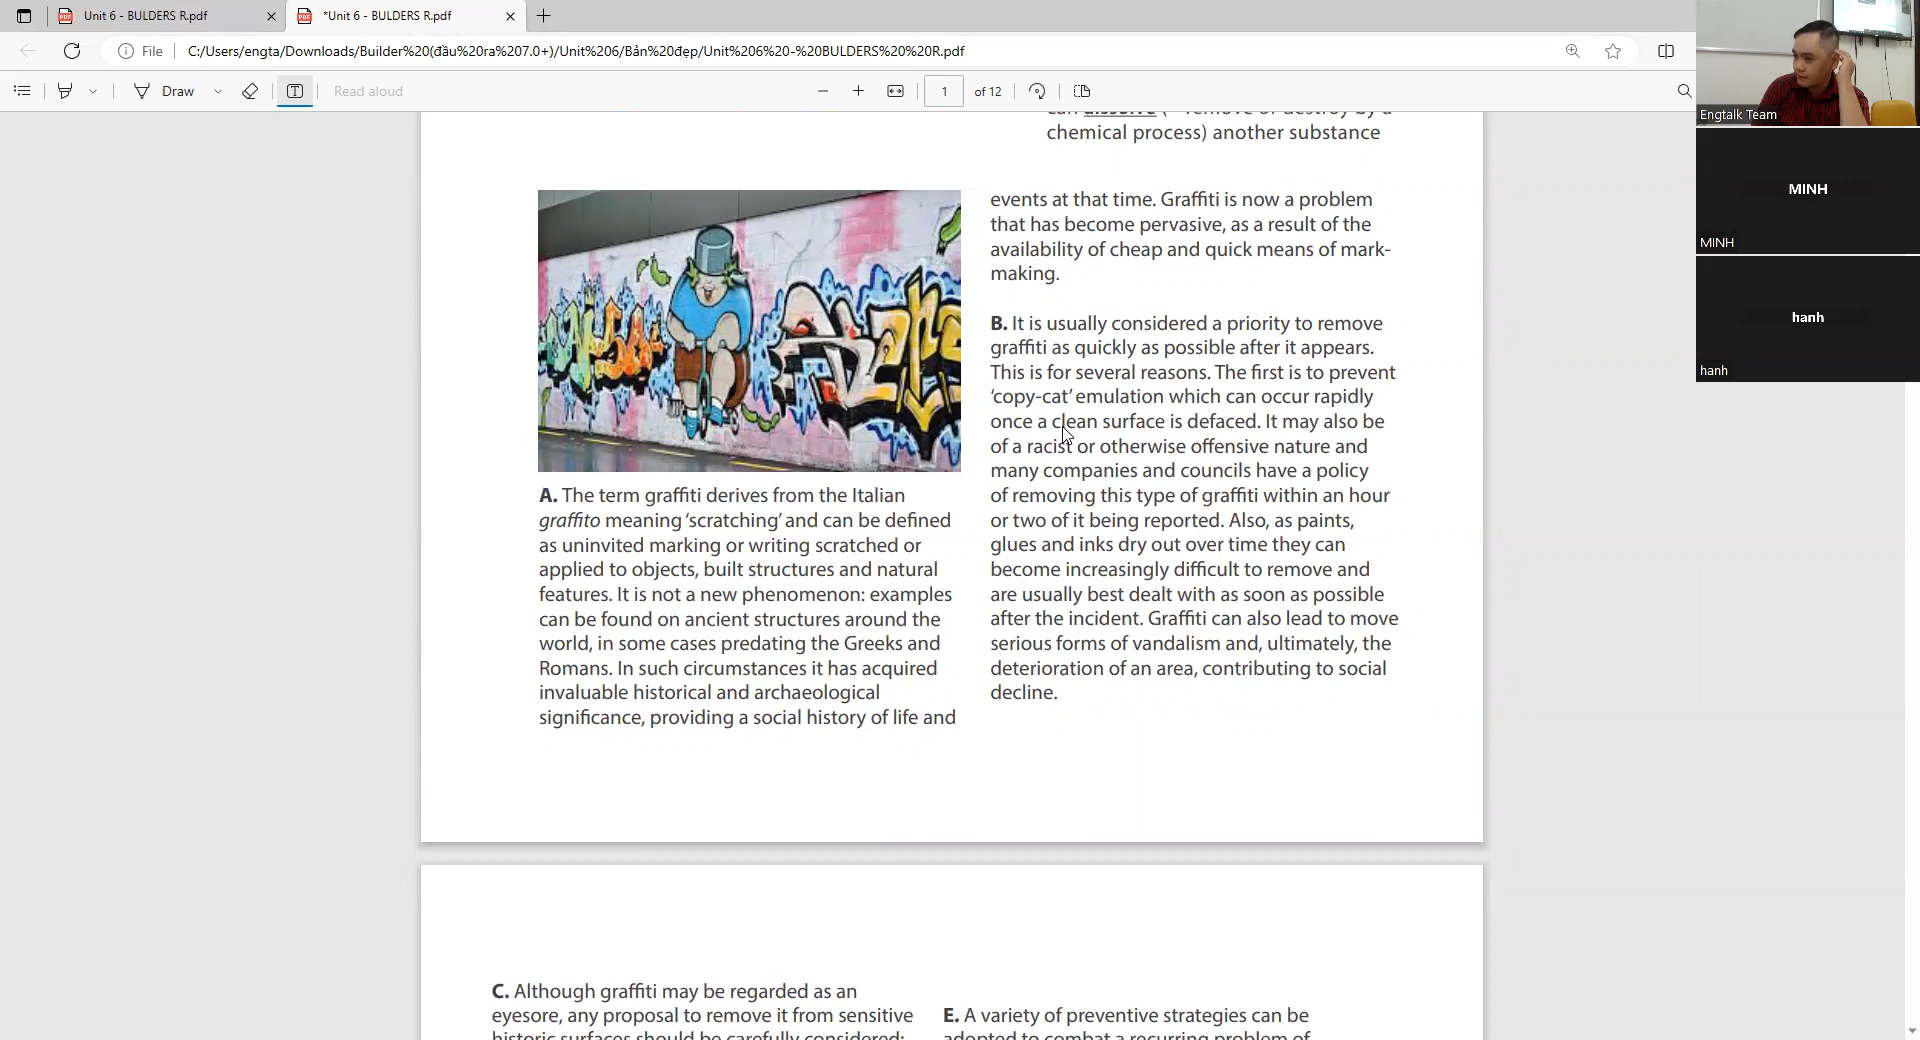 Unit 6 - BULDERS R.pdf
*Unit 6 - BULDERS R.pdf
File
C:/Users/engta/Downloads/Builder%20(đầu%20ra%207.0+)/Unit%206/Bản%20đẹp/Unit%206%20-%20BULDERS%20%20R.pdf
Draw
Read aloud
1
of 12
chemical process) another substance
A. The term graffiti derives from the Italian
graffito meaning ‘scratching’ and can be defined
as uninvited marking or writing scratched or
applied to objects, built structures and natural
features. It is not a new phenomenon: examples
can be found on ancient structures around the
world, in some cases predating the Greeks and
Romans. In such circumstances it has acquired
invaluable historical and archaeological
significance, providing a social history of life and
events at that time. Graffiti is now a problem
that has become pervasive, as a result of the
availability of cheap and quick means of mark-
making.
B. It is usually considered a priority to remove
graffiti as quickly as possible after it appears.
This is for several reasons. The first is to prevent
‘copy-cat’ emulation which can occur rapidly
once a clean surface is defaced. It may also be
of a racist or otherwise offensive nature and
many companies and councils have a policy
of removing this type of graffiti within an hour
or two of it being reported. Also, as paints,
glues and inks dry out over time they can
become increasingly difficult to remove and
are usually best dealt with as soon as possible
after the incident. Graffiti can also lead to move
serious forms of vandalism and, ultimately, the
deterioration of an area, contributing to social
decline.
C. Although graffiti may be regarded as an
eyesore, any proposal to remove it from sensitive
historic surfaces should be carefully considered:
E. A variety of preventive strategies can be
adopted to combat a recurring problem of
Engtalk Team
MINH
MINH
hanh
hanh